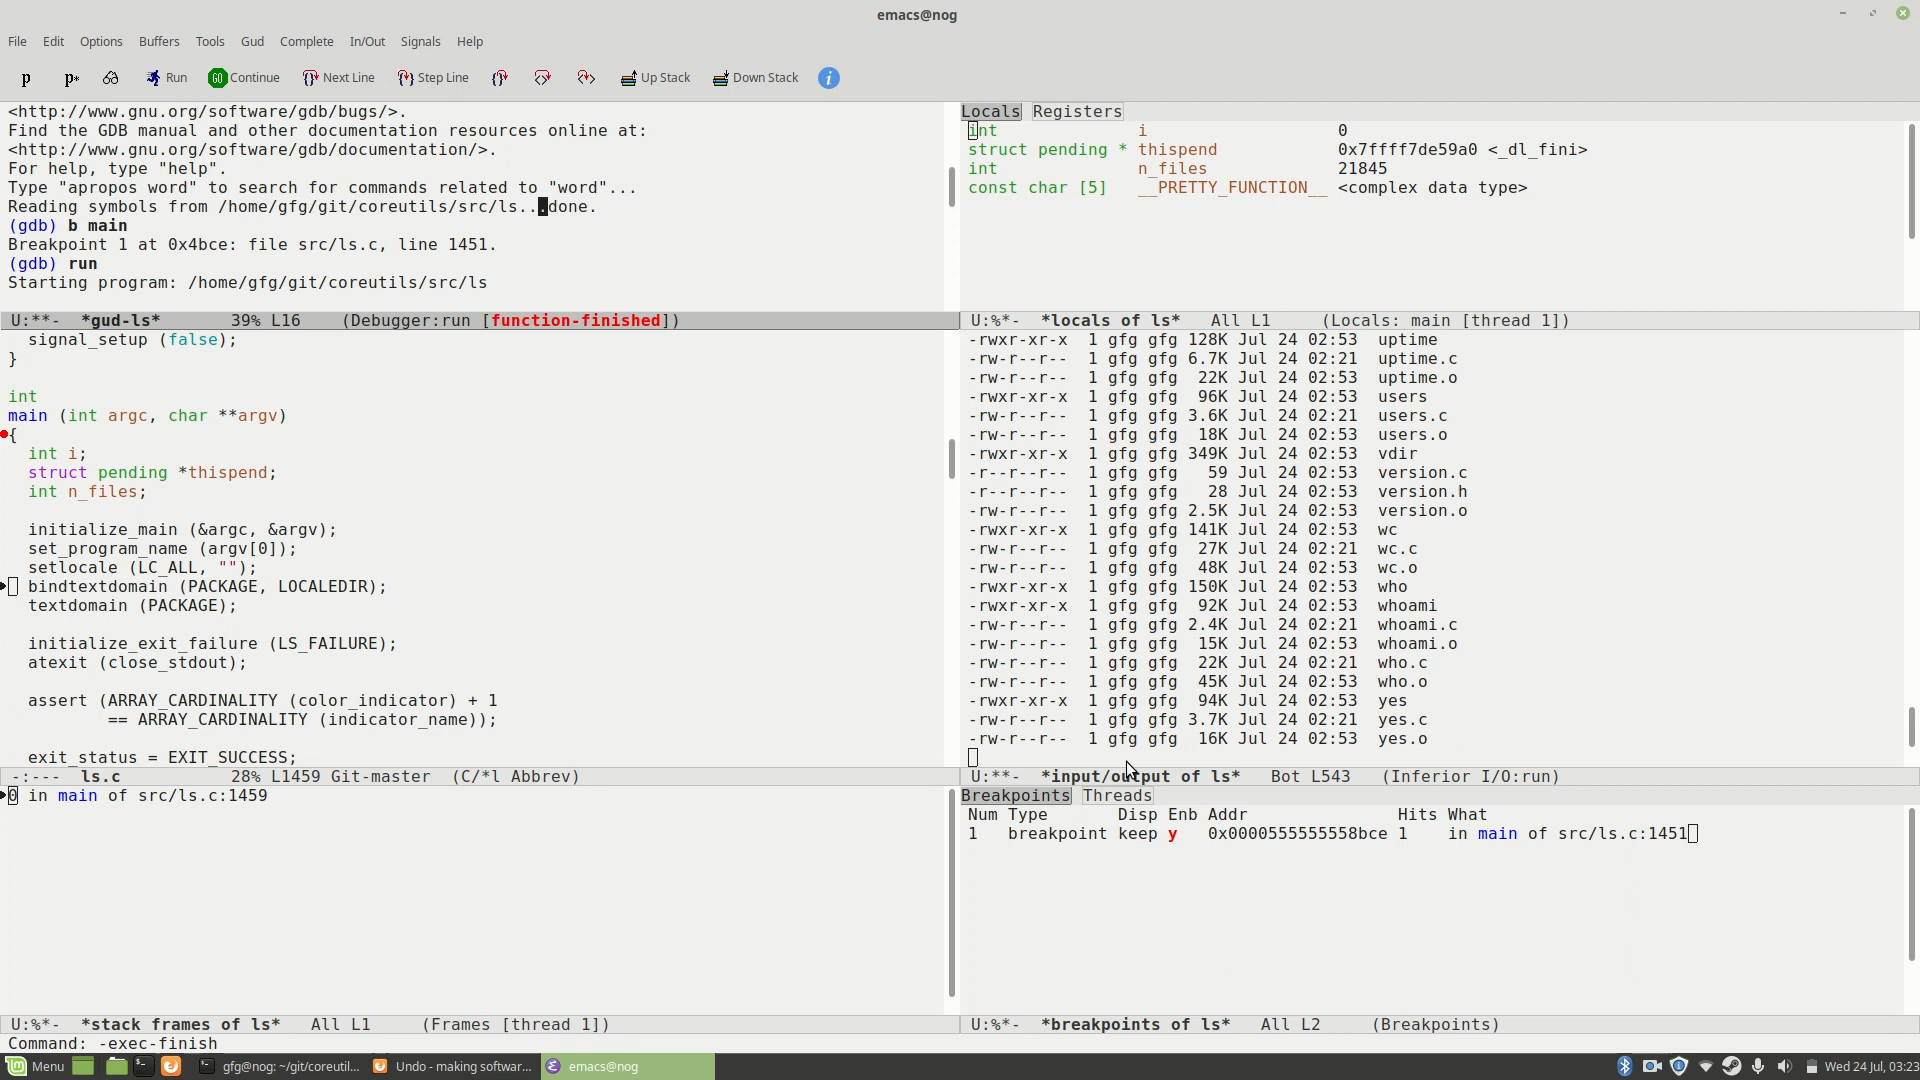 emacs@nog
File Edit Options Buffers Tools Gud Complete In/Out Signals Help
p p* Run GO Continue Next Line Step Line Up Stack Down Stack i
<http://www.gnu.org/software/gdb/bugs/>.
Find the GDB manual and other documentation resources online at:
<http://www.gnu.org/software/gdb/documentation/>.
For help, type "help".
Type "apropos word" to search for commands related to "word"...
Reading symbols from /home/gfg/git/coreutils/src/ls...done.
(gdb) b main
Breakpoint 1 at 0x4bce: file src/ls.c, line 1451.
(gdb) run
Starting program: /home/gfg/git/coreutils/src/ls
U:**- *gud-ls* 39% L16 (Debugger:run [function-finished])
Locals Registers
int i 0
struct pending * thispend 0x7ffff7de59a0 <_dl_fini>
int n_files 21845
const char [5] __PRETTY_FUNCTION__ <complex data type>
U:%*- *locals of ls* All L1 (Locals: main [thread 1])
signal_setup (false);
}
int
main (int argc, char **argv)
{
int i;
struct pending *thispend;
int n_files;
initialize_main (&argc, &argv);
set_program_name (argv[0]);
setlocale (LC_ALL, "");
bindtextdomain (PACKAGE, LOCALEDIR);
textdomain (PACKAGE);
initialize_exit_failure (LS_FAILURE);
atexit (close_stdout);
assert (ARRAY_CARDINALITY (color_indicator) + 1
== ARRAY_CARDINALITY (indicator_name));
exit_status = EXIT_SUCCESS;
-:--- ls.c 28% L1459 Git-master (C/*l Abbrev)
-rwxr-xr-x 1 gfg gfg 128K Jul 24 02:53 uptime
-rw-r--r-- 1 gfg gfg 6.7K Jul 24 02:21 uptime.c
-rw-r--r-- 1 gfg gfg 22K Jul 24 02:53 uptime.o
-rwxr-xr-x 1 gfg gfg 96K Jul 24 02:53 users
-rw-r--r-- 1 gfg gfg 3.6K Jul 24 02:21 users.c
-rw-r--r-- 1 gfg gfg 18K Jul 24 02:53 users.o
-rwxr-xr-x 1 gfg gfg 349K Jul 24 02:53 vdir
-r--r--r-- 1 gfg gfg 59 Jul 24 02:53 version.c
-r--r--r-- 1 gfg gfg 28 Jul 24 02:53 version.h
-rw-r--r-- 1 gfg gfg 2.5K Jul 24 02:53 version.o
-rwxr-xr-x 1 gfg gfg 141K Jul 24 02:53 wc
-rw-r--r-- 1 gfg gfg 27K Jul 24 02:21 wc.c
-rw-r--r-- 1 gfg gfg 48K Jul 24 02:53 wc.o
-rwxr-xr-x 1 gfg gfg 150K Jul 24 02:53 who
-rwxr-xr-x 1 gfg gfg 92K Jul 24 02:53 whoami
-rw-r--r-- 1 gfg gfg 2.4K Jul 24 02:21 whoami.c
-rw-r--r-- 1 gfg gfg 15K Jul 24 02:53 whoami.o
-rw-r--r-- 1 gfg gfg 22K Jul 24 02:21 who.c
-rw-r--r-- 1 gfg gfg 45K Jul 24 02:53 who.o
-rwxr-xr-x 1 gfg gfg 94K Jul 24 02:53 yes
-rw-r--r-- 1 gfg gfg 3.7K Jul 24 02:21 yes.c
-rw-r--r-- 1 gfg gfg 16K Jul 24 02:53 yes.o
U:**- *input/output of ls* Bot L543 (Inferior I/O:run)
0 in main of src/ls.c:1459
U:%*- *stack frames of ls* All L1 (Frames [thread 1])
Breakpoints Threads
Num Type Disp Enb Addr Hits What
1 breakpoint keep y 0x0000555555558bce 1 in main of src/ls.c:1451
U:%*- *breakpoints of ls* All L2 (Breakpoints)
Command: -exec-finish
Menu gfg@nog: ~/git/coreutil... Undo - making softwar... emacs@nog Wed 24 Jul, 03:23